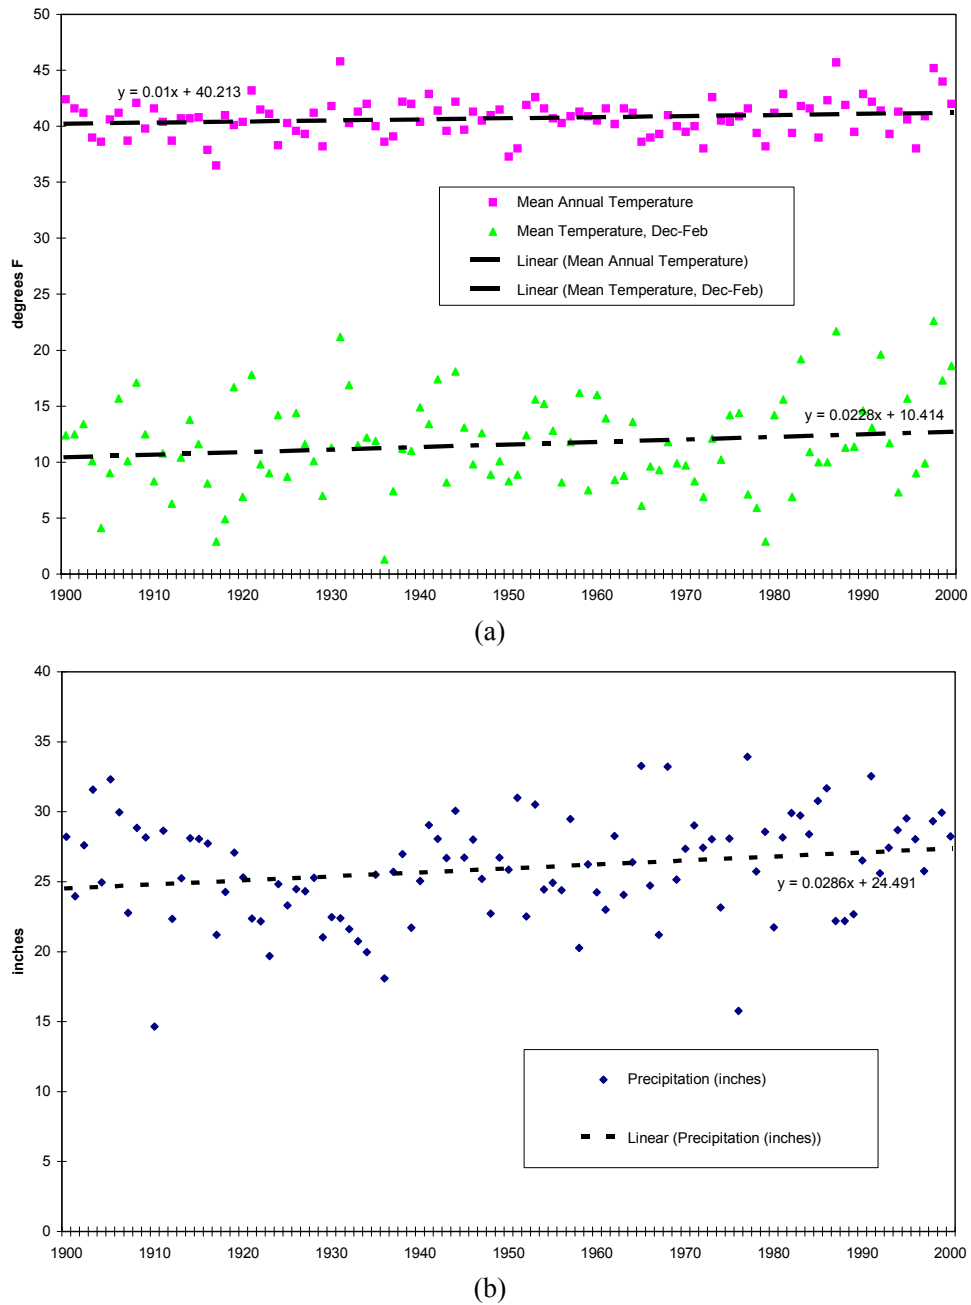 50
45
40
35
30
25
20
15
10
5
0
degrees F
y = 0.01x + 40.213
Mean Annual Temperature
Mean Temperature, Dec-Feb
Linear (Mean Annual Temperature)
Linear (Mean Temperature, Dec-Feb)
y = 0.0228x + 10.414
1900 1910 1920 1930 1940 1950 1960 1970 1980 1990 2000
(a)
40
35
30
25
20
15
10
5
0
inches
y = 0.0286x + 24.491
Precipitation (inches)
Linear (Precipitation (inches))
1900 1910 1920 1930 1940 1950 1960 1970 1980 1990 2000
(b)